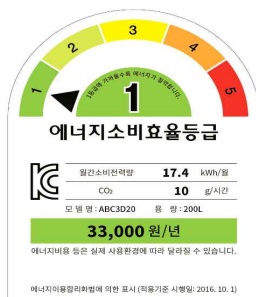 1 2 3 4 5
1등급에 가까울수록 에너지가 절약됩니다.
1
에너지소비효율등급
월간소비전력량 17.4 kWh/월
CO₂ 10 g/시간
모 델 명 : ABC3D20 용 량 : 200L
33,000 원/년
에너지비용 등은 실제 사용환경에 따라 달라질 수 있습니다.
에너지이용합리화법에 의한 표시 (적용기준 시행일: 2016. 10. 1)